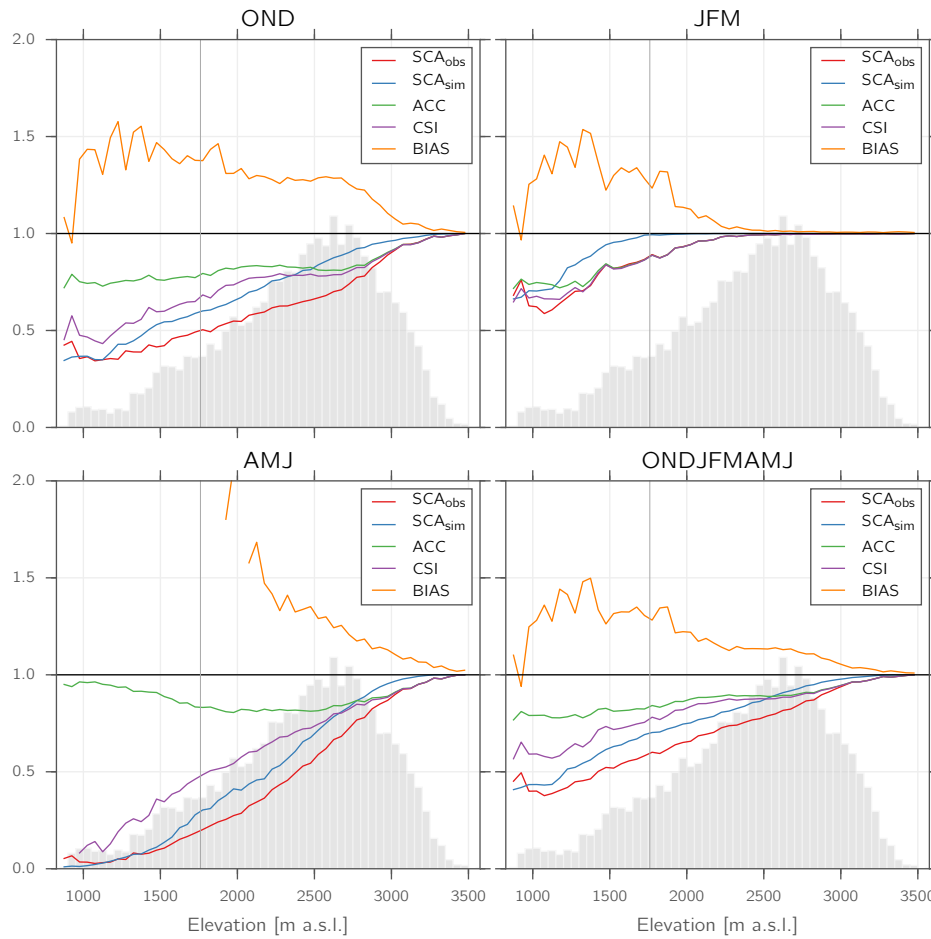 OND
JFM
2.0
1.5
1.0
0.5
0.0
SCAobs
SCAsim
ACC
CSI
BIAS
SCAobs
SCAsim
ACC
CSI
BIAS
AMJ
ONDJFMAMJ
2.0
1.5
1.0
0.5
0.0
SCAobs
SCAsim
ACC
CSI
BIAS
SCAobs
SCAsim
ACC
CSI
BIAS
1000 1500 2000 2500 3000 3500
1000 1500 2000 2500 3000 3500
Elevation [m a.s.l.]
Elevation [m a.s.l.]